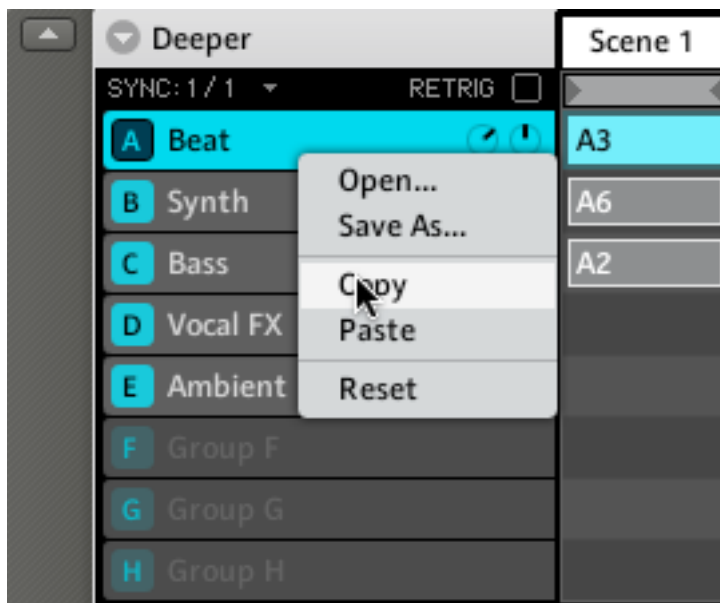 Deeper
Scene 1
SYNC: 1 / 1
RETRIG
A Beat
A3
B Synth
A6
C Bass
A2
D Vocal FX
E Ambient
F Group F
G Group G
H Group H
Open...
Save As...
Copy
Paste
Reset